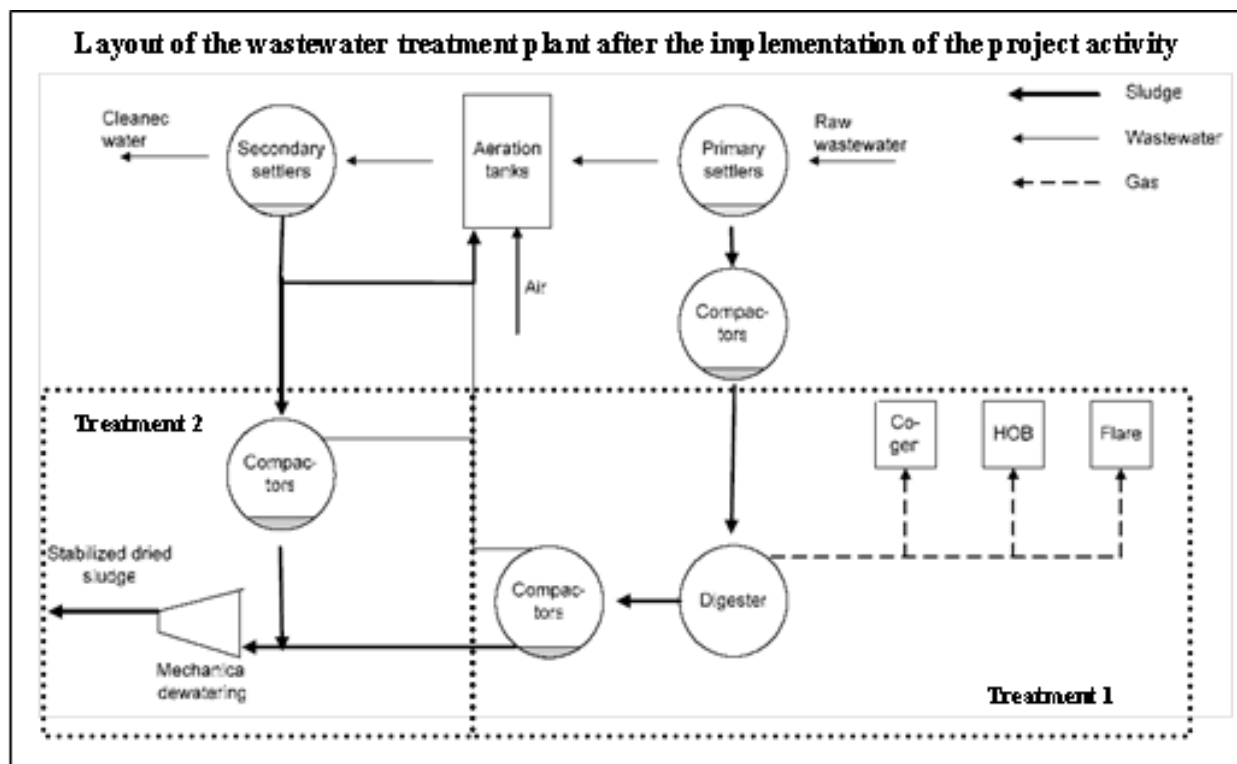 Layout of the wastewater treatment plant after the implementation of the project activity
Cleanec
water
Secondary
settlers
Aeration
tanks
Primary
settlers
Raw
wastewater
Sludge
Wastewater
Gas
Air
Compac-
tors
Treatment 2
Compac-
tors
Co-
ger
HOB
Flare
Stabilized dried
sludge
Compac-
tors
Digester
Mechanica
dewatering
Treatment 1